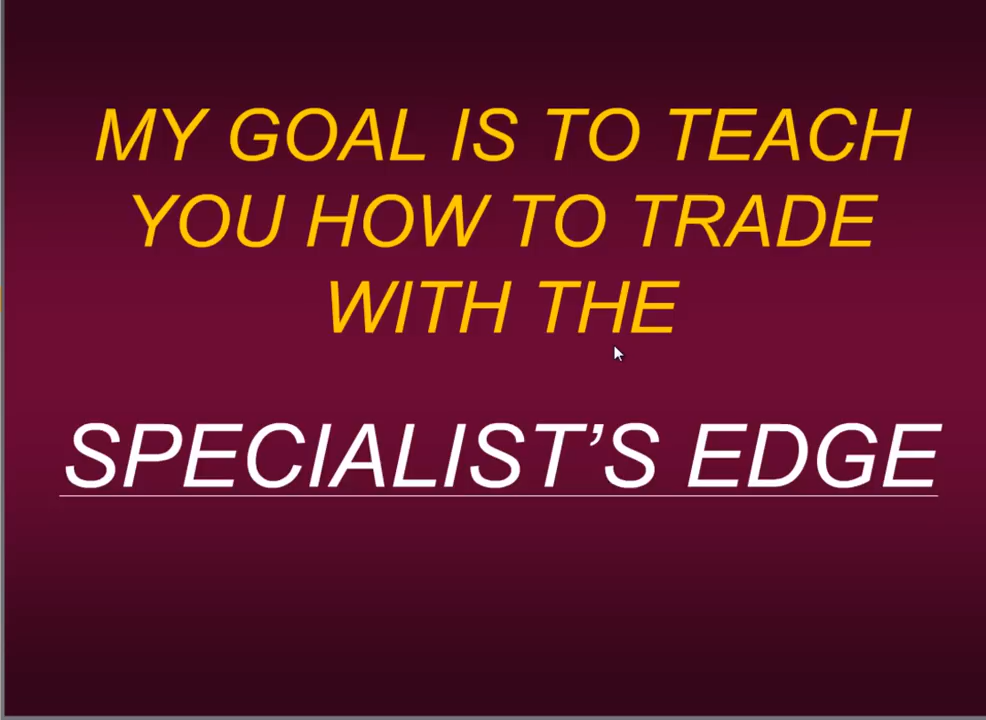 MY GOAL IS TO TEACH
YOU HOW TO TRADE
WITH THE
SPECIALIST’S EDGE